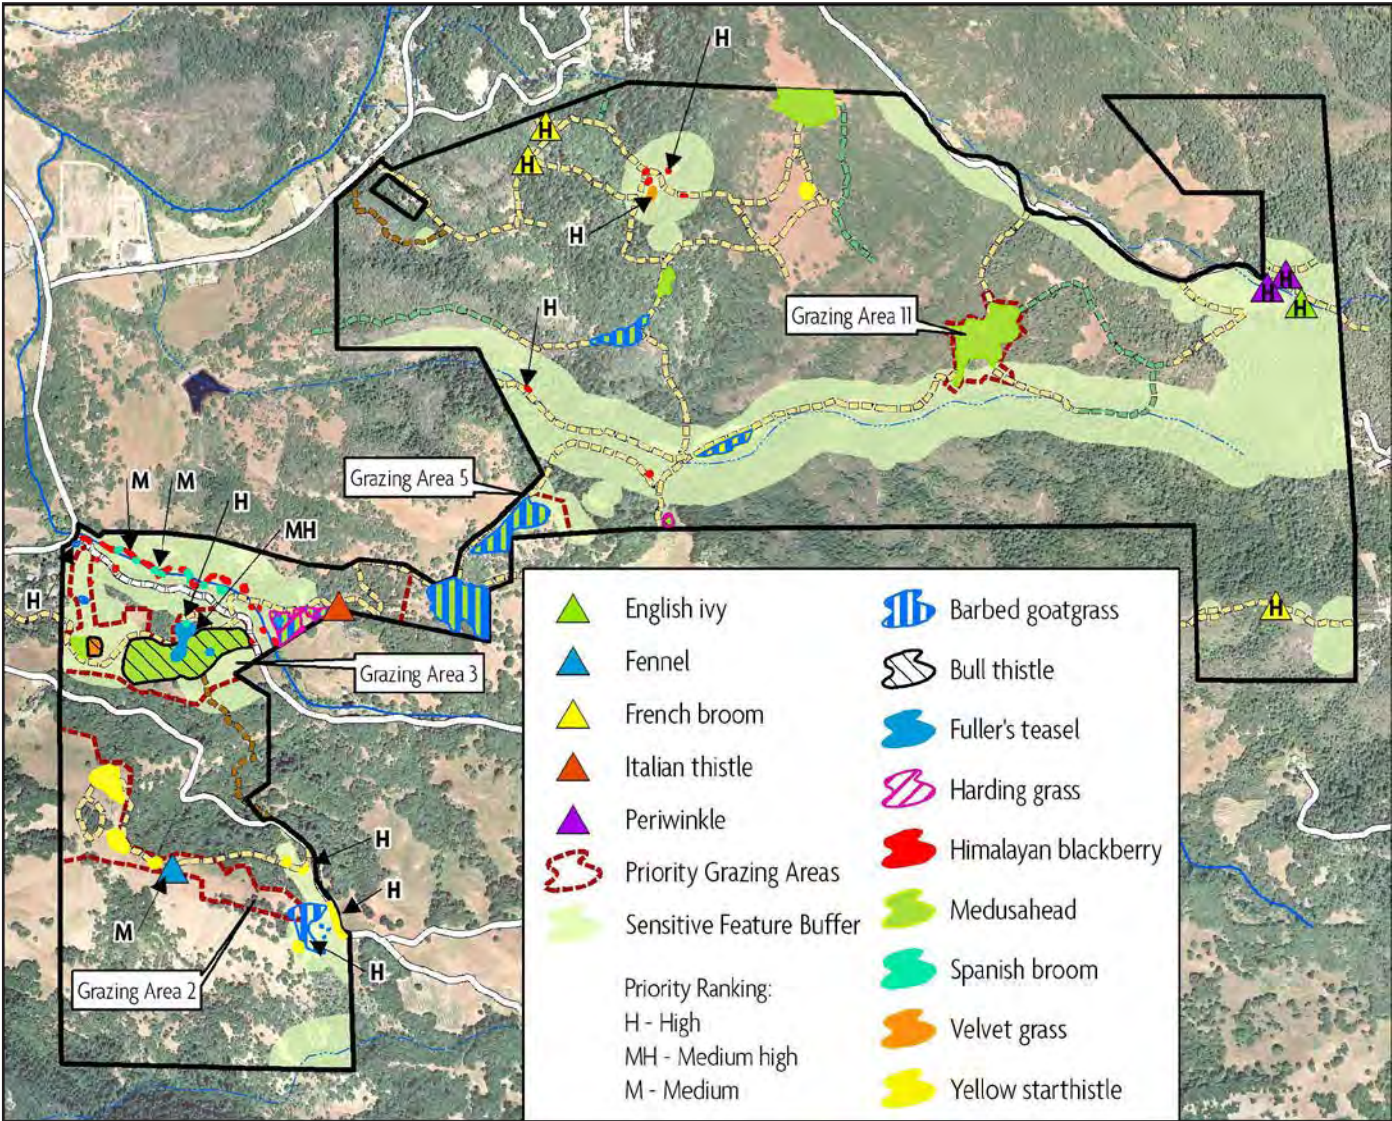 H
H
H
H
H
H
H
H
H
Grazing Area 11
Grazing Area 5
M
M
H
MH
H
Grazing Area 3
H
H
H
M
H
Grazing Area 2
English ivy
Fennel
French broom
Italian thistle
Periwinkle
Priority Grazing Areas
Sensitive Feature Buffer
Priority Ranking:
H - High
MH - Medium high
M - Medium
Barbed goatgrass
Bull thistle
Fuller's teasel
Harding grass
Himalayan blackberry
Medusahead
Spanish broom
Velvet grass
Yellow starthistle